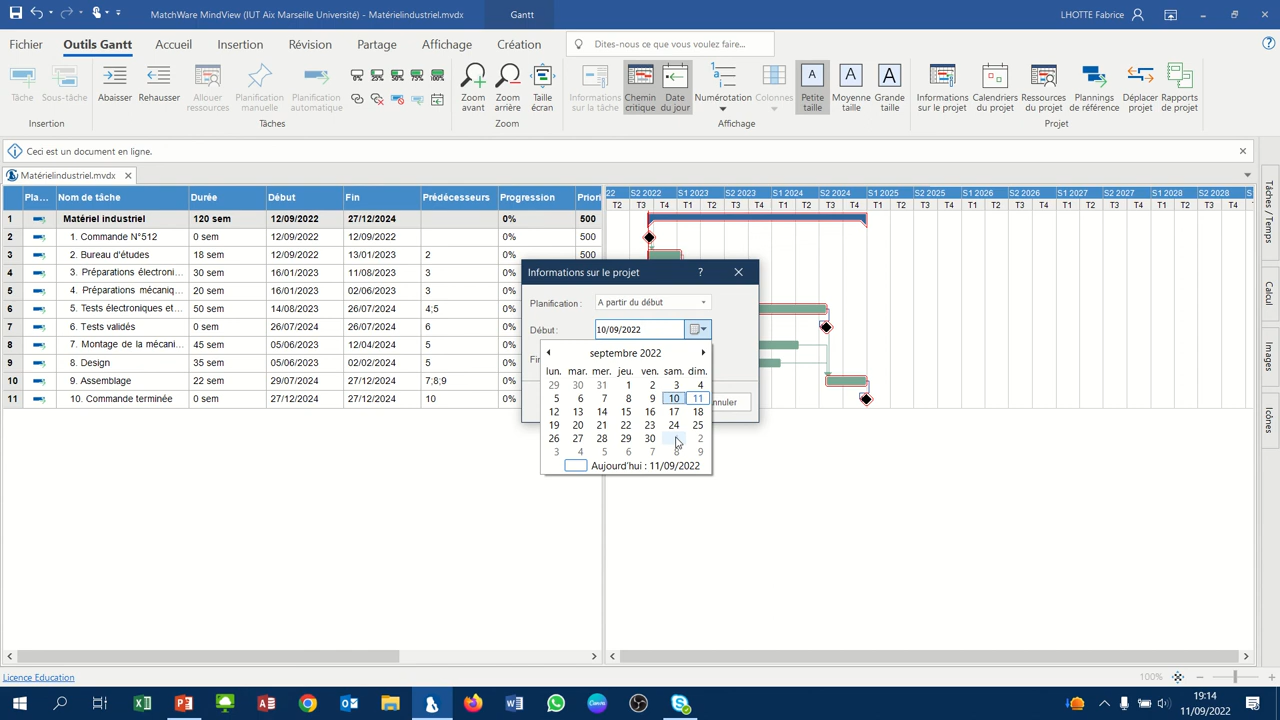 MatchWare MindView (IUT Aix Marseille Université) - Matérielindustriel.mvdx
Gantt
LHOTTE Fabrice
Fichier Outils Gantt Accueil Insertion Révision Partage Affichage Création Dites-nous ce que vous voulez faire...
Tâche Sous-tâche Abaisser Rehausser Allouer ressources Planification manuelle Planification automatique Zoom avant Zoom arrière Taille écran Informations sur la tâche Chemin critique Date du jour Numérotation Colonnes Petite taille Moyenne taille Grande taille Informations sur le projet Calendriers du projet Ressources du projet Plannings de référence Déplacer projet Rapports de projet
Insertion Tâches Zoom Affichage Projet
Ceci est un document en ligne.
Matérielindustriel.mvdx
Pla... Nom de tâche Durée Début Fin Prédécesseurs Progression Priori
22 S2 2022 S1 2023 S2 2023 S1 2024 S2 2024 S1 2025 S2 2025 S1 2026 S2 2026 S1 2027 S2 2027 S1 2028 S2 2028 S
T2 T3 T4 T1 T2 T3 T4 T1 T2 T3 T4 T1 T2 T3 T4 T1 T2 T3 T4 T1 T2 T3 T4 T1 T2 T3 T4
1 Matériel industriel 120 sem 12/09/2022 27/12/2024 0% 500
2 1. Commande N°512 0 sem 12/09/2022 12/09/2022 0% 500
3 2. Bureau d'études 18 sem 12/09/2022 13/01/2023 2 0% 500
4 3. Préparations électroni... 30 sem 16/01/2023 11/08/2023 3 0%
5 4. Préparations mécaniq... 20 sem 16/01/2023 02/06/2023 3 0%
6 5. Tests électroniques et... 50 sem 14/08/2023 26/07/2024 4;5 0%
7 6. Tests validés 0 sem 26/07/2024 26/07/2024 6 0%
8 7. Montage de la mécani... 45 sem 05/06/2023 12/04/2024 5 0%
9 8. Design 35 sem 05/06/2023 02/02/2024 5 0%
10 9. Assemblage 22 sem 29/07/2024 27/12/2024 7;8;9 0%
11 10. Commande terminée 0 sem 27/12/2024 27/12/2024 10 0%
Informations sur le projet ?
Planification : A partir du début
Début : 10/09/2022
Fi
nnuler
septembre 2022
lun. mar. mer. jeu. ven. sam. dim.
29 30 31 1 2 3 4
5 6 7 8 9 10 11
12 13 14 15 16 17 18
19 20 21 22 23 24 25
26 27 28 29 30 2
3 4 5 6 7 8 9
Aujourd'hui : 11/09/2022
Tâches / Temps
Calcul
Images
Icônes
Licence Education
100%
19:14
11/09/2022